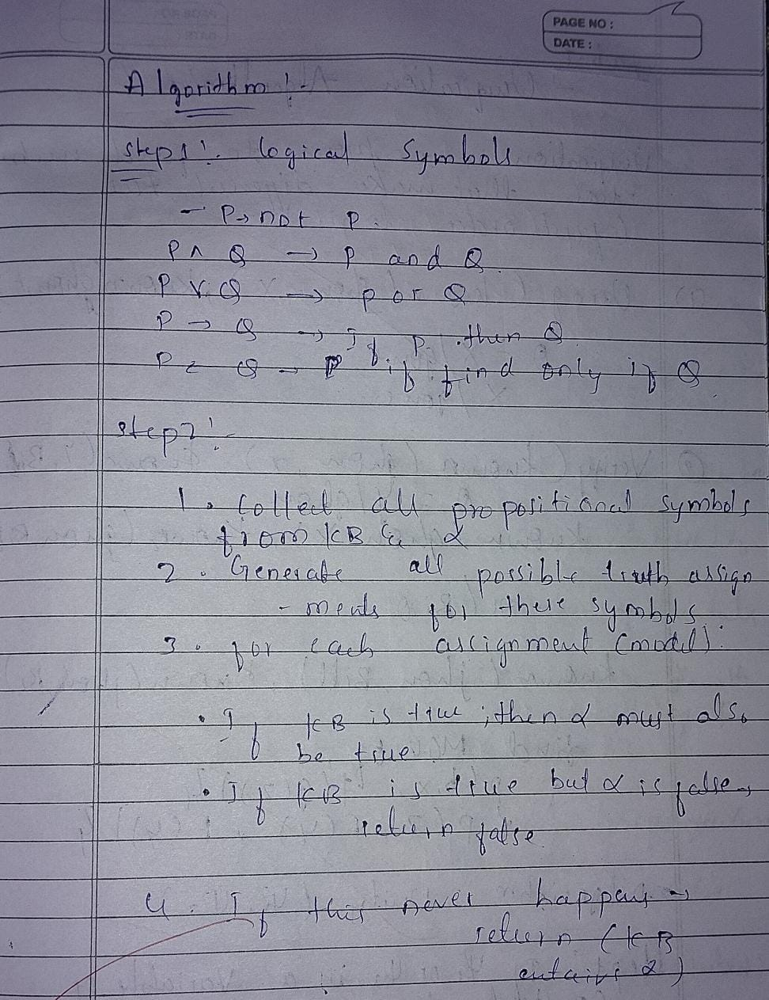 PAGE NO :
DATE :
Algorithm :-
step1 :- logical symbols
¬ P → not P.
P ∧ Q → P and Q.
P ∨ Q → P or Q
P → Q → If P then Q
P Q → P if find only if Q.
step2 :-
1. Collect all propositional symbols
from KB & α
2. Generate all possible truth assign
- ments for these symbols
3. for each assignment (model):
• If KB is true ; then α must also
be true.
• If KB is true but α is false →
return false.
4. If this never happens →
return (KB
entails α)